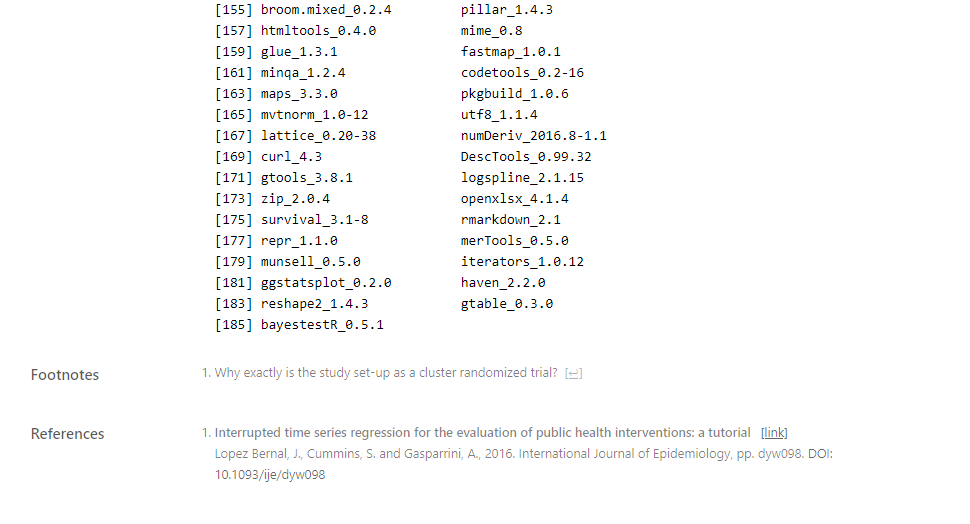 [155] broom.mixed_0.2.4 pillar_1.4.3
[157] htmltools_0.4.0 mime_0.8
[159] glue_1.3.1 fastmap_1.0.1
[161] minqa_1.2.4 codetools_0.2-16
[163] maps_3.3.0 pkgbuild_1.0.6
[165] mvtnorm_1.0-12 utf8_1.1.4
[167] lattice_0.20-38 numDeriv_2016.8-1.1
[169] curl_4.3 DescTools_0.99.32
[171] gtools_3.8.1 logspline_2.1.15
[173] zip_2.0.4 openxlsx_4.1.4
[175] survival_3.1-8 rmarkdown_2.1
[177] repr_1.1.0 merTools_0.5.0
[179] munsell_0.5.0 iterators_1.0.12
[181] ggstatsplot_0.2.0 haven_2.2.0
[183] reshape2_1.4.3 gtable_0.3.0
[185] bayestestR_0.5.1
Footnotes 1. Why exactly is the study set-up as a cluster randomized trial? [↩]
References 1. Interrupted time series regression for the evaluation of public health interventions: a tutorial [link]
Lopez Bernal, J., Cummins, S. and Gasparrini, A., 2016. International Journal of Epidemiology, pp. dyw098. DOI:
10.1093/ije/dyw098